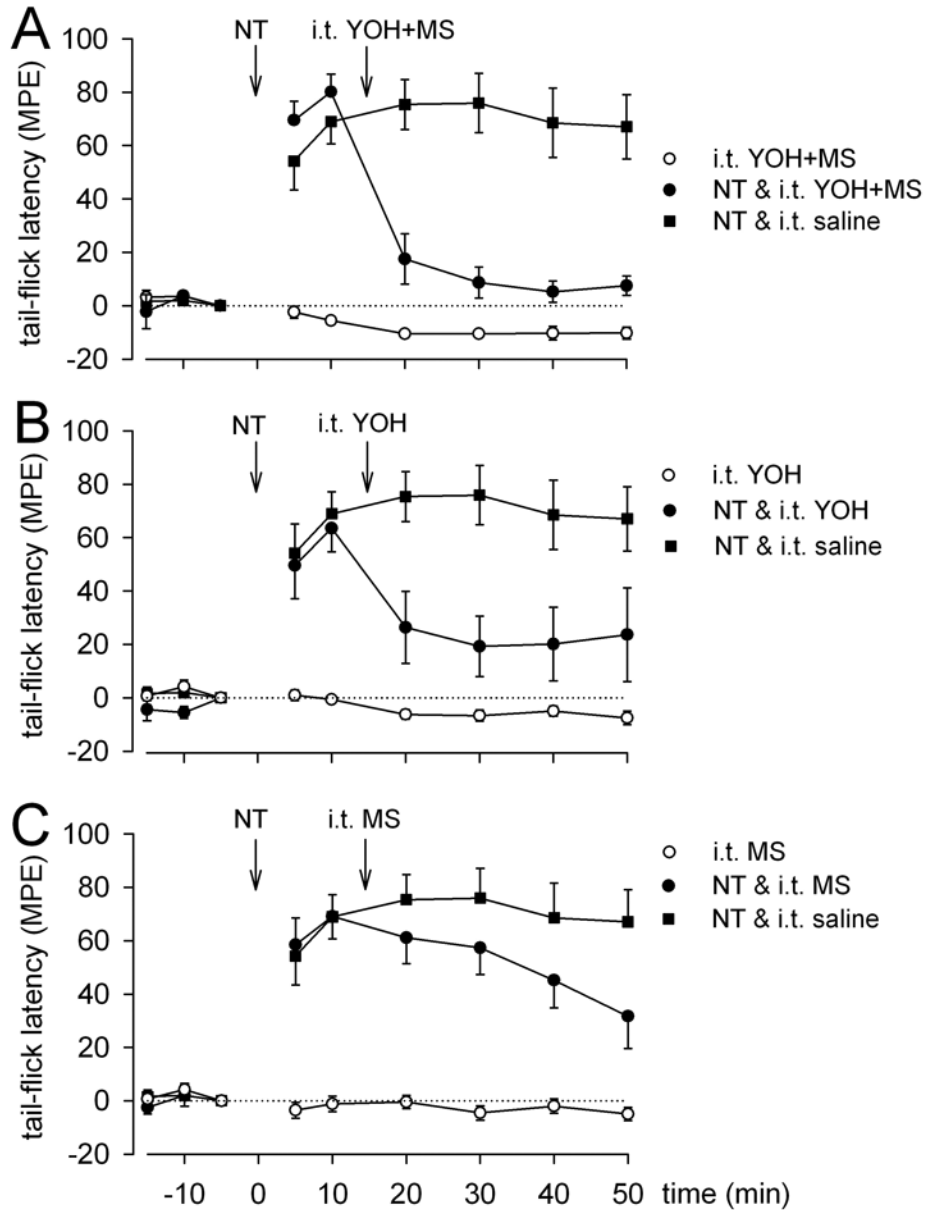 A
NT
i.t. YOH+MS
100
80
60
40
20
0
-20
tail-flick latency (MPE)
i.t. YOH+MS
NT & i.t. YOH+MS
NT & i.t. saline
B
NT
i.t. YOH
100
80
60
40
20
0
-20
tail-flick latency (MPE)
i.t. YOH
NT & i.t. YOH
NT & i.t. saline
C
NT
i.t. MS
100
80
60
40
20
0
-20
tail-flick latency (MPE)
i.t. MS
NT & i.t. MS
NT & i.t. saline
-10 0 10 20 30 40 50 time (min)